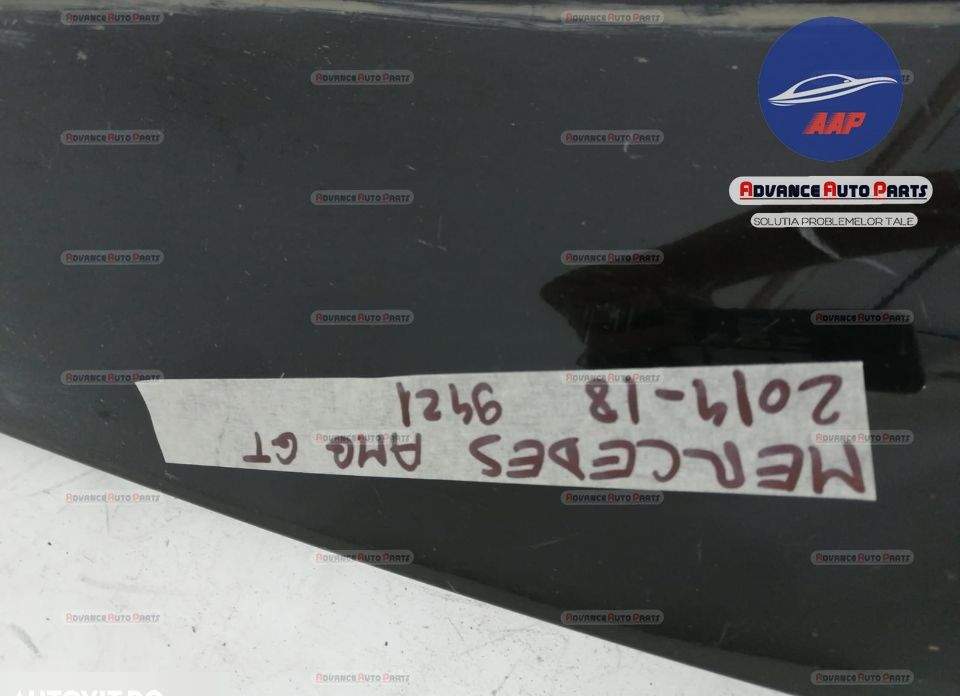 AAP
ADVANCE AUTO PARTS
SOLUTIA PROBLEMELOR TALE
MERCEDES AMG GT
2014-18 9421